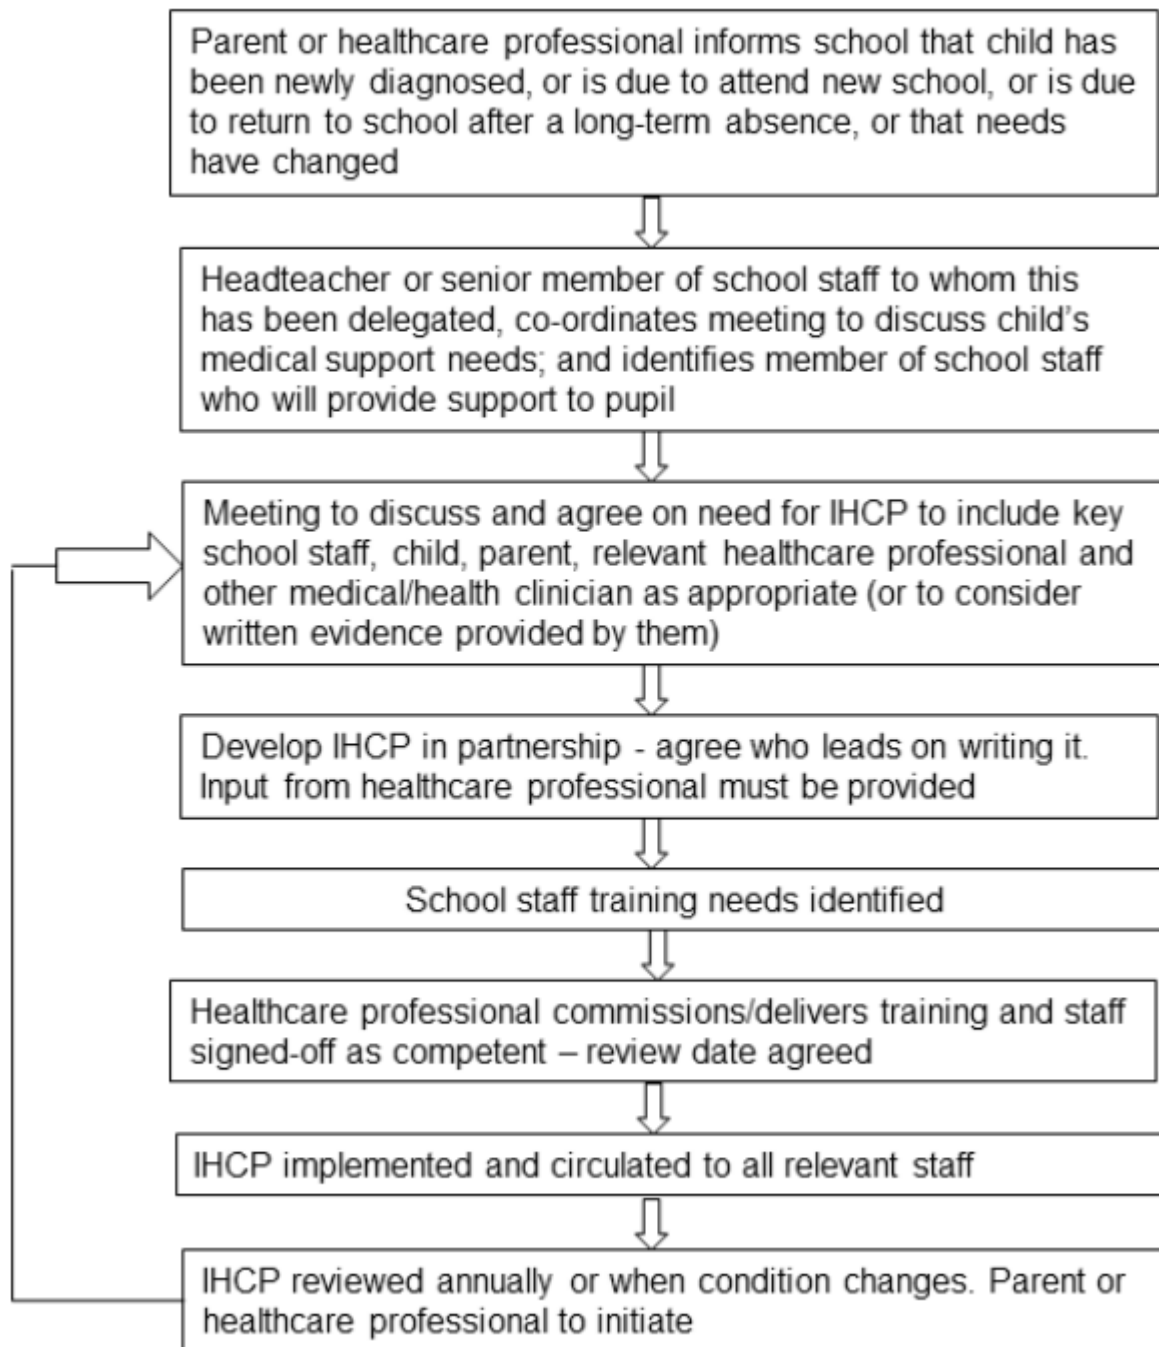 Parent or healthcare professional informs school that child has
been newly diagnosed, or is due to attend new school, or is due
to return to school after a long-term absence, or that needs
have changed
Headteacher or senior member of school staff to whom this
has been delegated, co-ordinates meeting to discuss child's
medical support needs; and identifies member of school staff
who will provide support to pupil
Meeting to discuss and agree on need for IHCP to include key
school staff, child, parent, relevant healthcare professional and
other medical/health clinician as appropriate (or to consider
written evidence provided by them)
Develop IHCP in partnership - agree who leads on writing it.
Input from healthcare professional must be provided
School staff training needs identified
Healthcare professional commissions/delivers training and staff
signed-off as competent – review date agreed
IHCP implemented and circulated to all relevant staff
IHCP reviewed annually or when condition changes. Parent or
healthcare professional to initiate